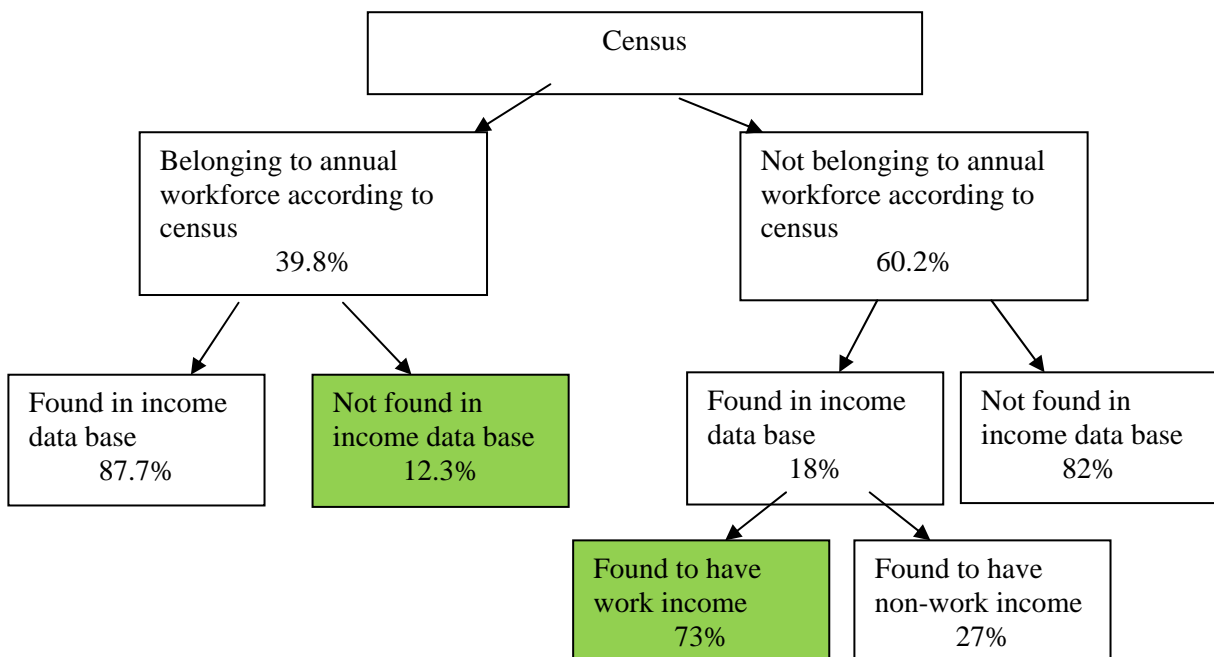 Census
Belonging to annual
workforce according to
census
39.8%
Not belonging to annual
workforce according to
census
60.2%
Found in income
data base
87.7%
Not found in
income data base
12.3%
Found in income
data base
18%
Not found in
income data base
82%
Found to have
work income
73%
Found to have
non-work income
27%